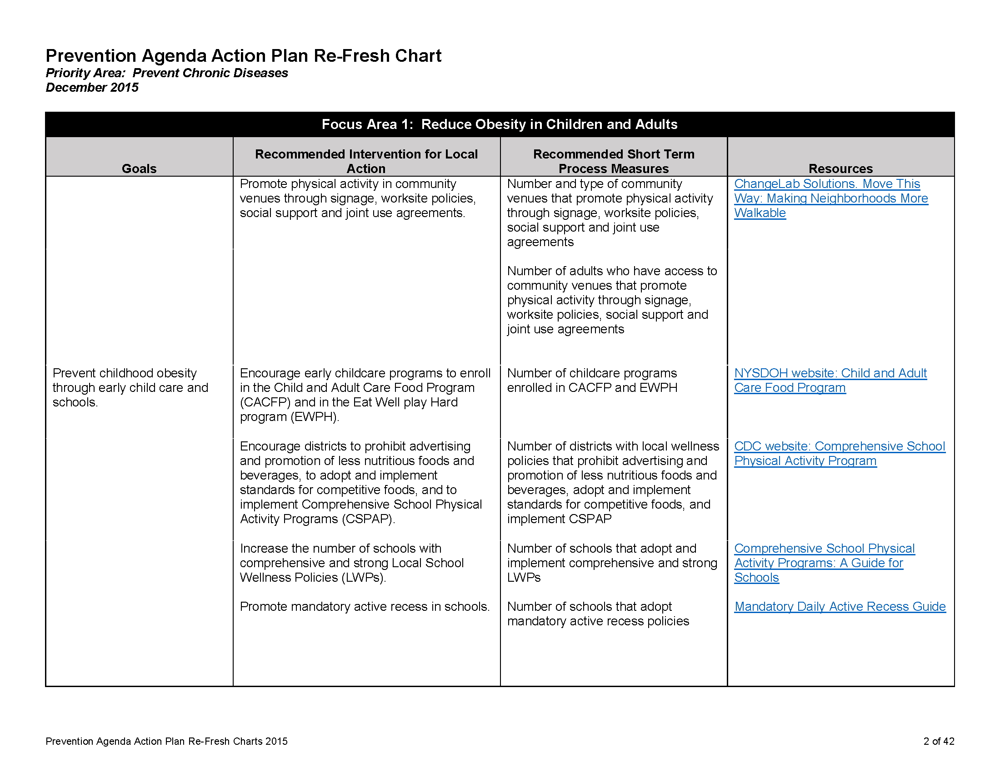 Prevention Agenda Action Plan Re-Fresh Chart
Priority Area:  Prevent Chronic Diseases
December 2015
Focus Area 1:  Reduce Obesity in Children and Adults
Goals
Recommended Intervention for Local
Action
Recommended Short Term
Process Measures
Resources
Promote physical activity in community
venues through signage, worksite policies,
social support and joint use agreements.
Number and type of community
venues that promote physical activity
through signage, worksite policies,
social support and joint use
agreements
Number of adults who have access to
community venues that promote
physical activity through signage,
worksite policies, social support and
joint use agreements
ChangeLab Solutions. Move This
Way: Making Neighborhoods More
Walkable
Prevent childhood obesity
through early child care and
schools.
Encourage early childcare programs to enroll
in the Child and Adult Care Food Program
(CACFP) and in the Eat Well play Hard
program (EWPH).
Number of childcare programs
enrolled in CACFP and EWPH
NYSDOH website: Child and Adult
Care Food Program
Encourage districts to prohibit advertising
and promotion of less nutritious foods and
beverages, to adopt and implement
standards for competitive foods, and to
implement Comprehensive School Physical
Activity Programs (CSPAP).
Number of districts with local wellness
policies that prohibit advertising and
promotion of less nutritious foods and
beverages, adopt and implement
standards for competitive foods, and
implement CSPAP
CDC website: Comprehensive School
Physical Activity Program
Increase the number of schools with
comprehensive and strong Local School
Wellness Policies (LWPs).
Number of schools that adopt and
implement comprehensive and strong
LWPs
Comprehensive School Physical
Activity Programs: A Guide for
Schools
Promote mandatory active recess in schools.
Number of schools that adopt
mandatory active recess policies
Mandatory Daily Active Recess Guide
Prevention Agenda Action Plan Re-Fresh Charts 2015
2 of 42